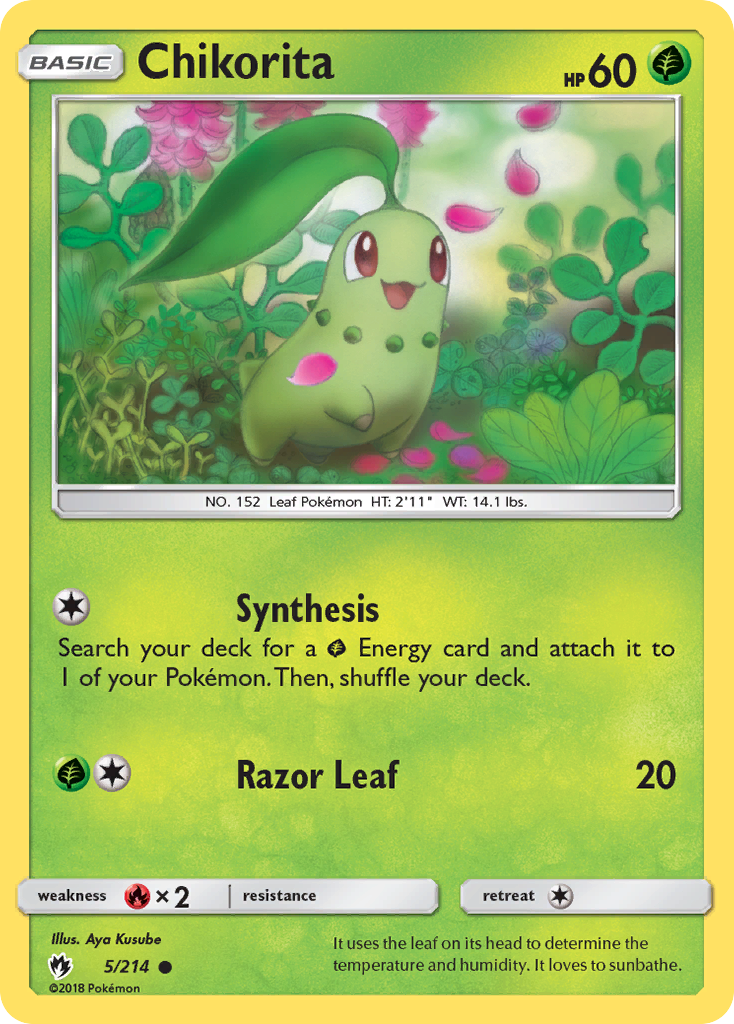 BASIC Chikorita HP 60
NO. 152 Leaf Pokémon HT: 2'11" WT: 14.1 lbs.
Synthesis
Search your deck for a Energy card and attach it to
1 of your Pokémon. Then, shuffle your deck.
Razor Leaf 20
weakness ×2 resistance retreat
Illus. Aya Kusube
5/214
©2018 Pokémon
It uses the leaf on its head to determine the
temperature and humidity. It loves to sunbathe.